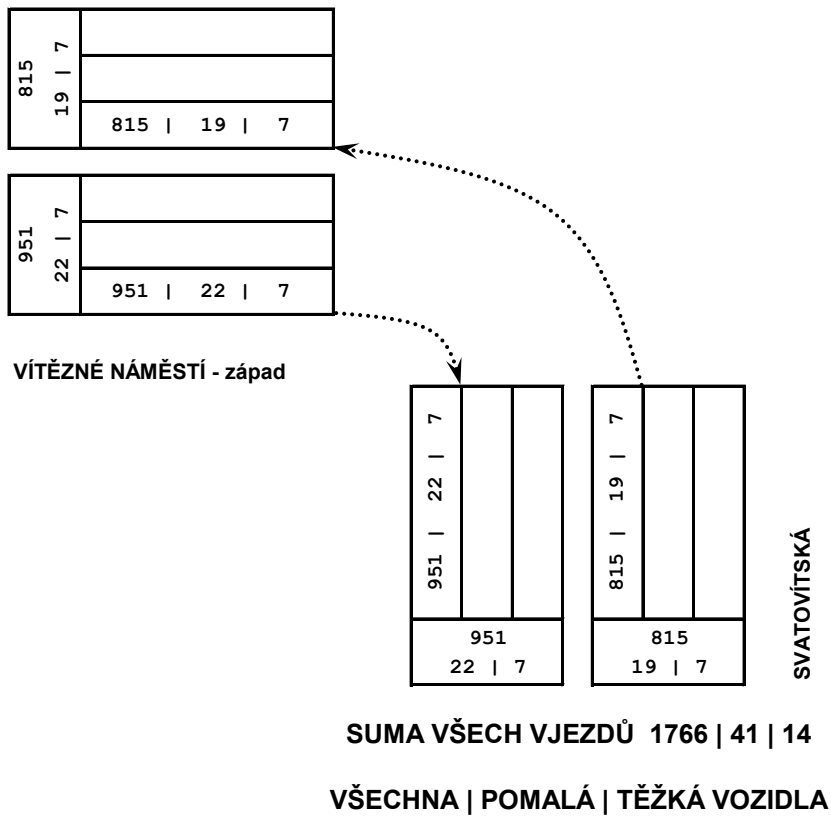 815
19 | 7
815 | 19 | 7
951
22 | 7
951 | 22 | 7
VÍTĚZNÉ NÁMĚSTÍ - západ
951 | 22 | 7
815 | 19 | 7
951
22 | 7
815
19 | 7
SVATOVÍTSKÁ
SUMA VŠECH VJEZDŮ 1766 | 41 | 14
VŠECHNA | POMALÁ | TĚŽKÁ VOZIDLA